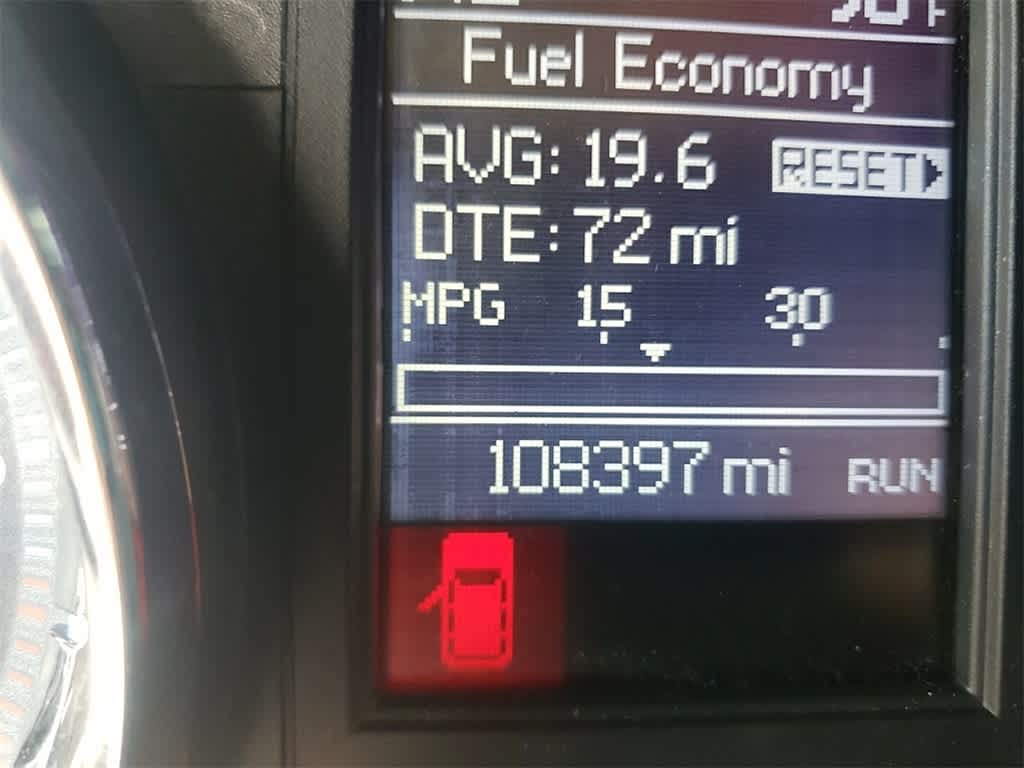 Fuel Economy
AVG: 19.6 RESET
DTE: 72 mi
MPG 15 30
108397 mi RUN